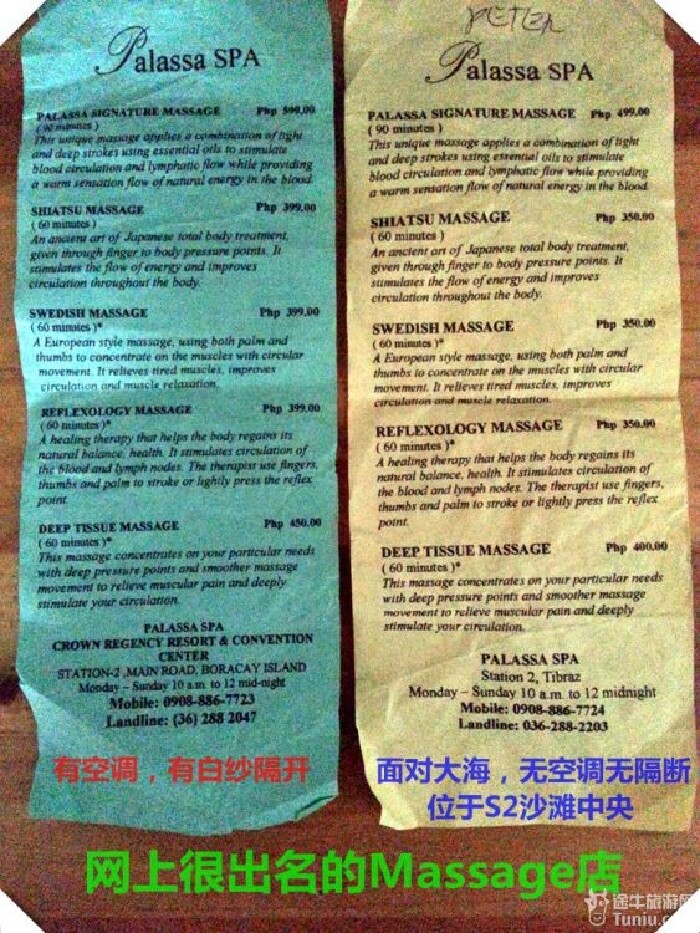 Palassa SPA
PALASSA SIGNATURE MASSAGE Php 599.00
( 90 minutes )
This unique massage applies a combination of light
and deep strokes using essential oils to stimulate
blood circulation and lymphatic flow while providing
a warm sensation flow of natural energy in the blood.
SHIATSU MASSAGE Php 399.00
( 60 minutes )
An ancient art of Japanese total body treatment,
given through finger to body pressure points. It
stimulates the flow of energy and improves
circulation throughout the body.
SWEDISH MASSAGE Php 399.00
( 60 minutes )*
A European style massage, using both palm and
thumbs to concentrate on the muscles with circular
movement. It relieves tired muscles, improves
circulation and muscle relaxation.
REFLEXOLOGY MASSAGE Php 399.00
( 60 minutes )*
A healing therapy that helps the body regains its
natural balance, health. It stimulates circulation of
the blood and lymph nodes. The therapist use fingers,
thumbs and palm to stroke or lightly press the reflex
point.
DEEP TISSUE MASSAGE Php 450.00
( 60 minutes )*
This massage concentrates on your particular needs
with deep pressure points and smoother massage
movement to relieve muscular pain and deeply
stimulate your circulation.
PALASSA SPA
CROWN REGENCY RESORT & CONVENTION
CENTER
STATION-2 ,MAIN ROAD, BORACAY ISLAND
Monday – Sunday 10 a.m. to 12 mid-night
Mobile: 0908-886-7723
Landline: (36) 288 2047
有空调，有白纱隔开
PETER
Palassa SPA
PALASSA SIGNATURE MASSAGE Php 499.00
( 90 minutes )
This unique massage applies a combination of light
and deep strokes using essential oils to stimulate
blood circulation and lymphatic flow while providing
a warm sensation flow of natural energy in the blood.
SHIATSU MASSAGE Php 350.00
( 60 minutes )
An ancient art of Japanese total body treatment,
given through finger to body pressure points. It
stimulates the flow of energy and improves
circulation throughout the body.
SWEDISH MASSAGE Php 350.00
( 60 minutes )*
A European style massage, using both palm and
thumbs to concentrate on the muscles with circular
movement. It relieves tired muscles, improves
circulation and muscle relaxation.
REFLEXOLOGY MASSAGE Php 350.00
( 60 minutes )*
A healing therapy that helps the body regains its
natural balance, health. It stimulates circulation of
the blood and lymph nodes. The therapist use fingers,
thumbs and palm to stroke or lightly press the reflex
point.
DEEP TISSUE MASSAGE Php 400.00
( 60 minutes )*
This massage concentrates on your particular needs
with deep pressure points and smoother massage
movement to relieve muscular pain and deeply
stimulate your circulation.
PALASSA SPA
Station 2, Tibraz
Monday – Sunday 10 a.m. to 12 midnight
Mobile: 0908-886-7724
Landline: 036-288-2203
面对大海，无空调无隔断
位于S2沙滩中央
网上很出名的Massage店
途牛旅游网
Tuniu.co